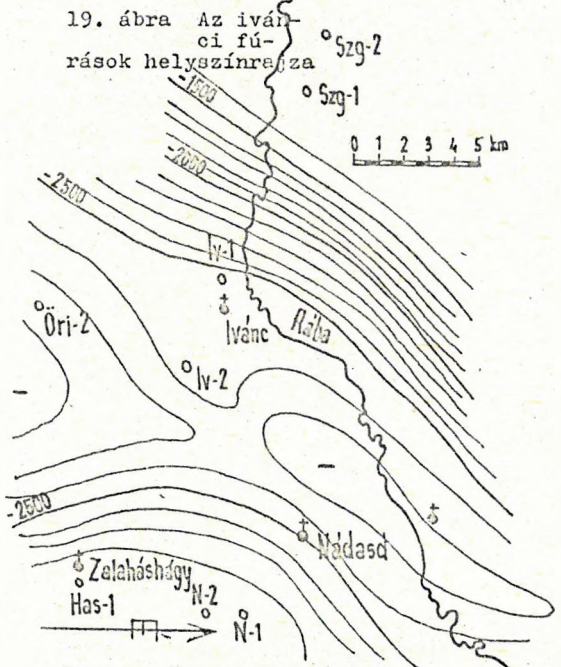 19. ábra Az iván-
ci fú-
rások helyszínrajza
Szg-2
Szg-1
-1500
0 1 2 3 4 5 km
-2000
-2500
Iv-1
Ivánc
Rába
Öri-2
Iv-2
-
-
-2500
Nádasd
Zalaháshágy
Has-1
N-2
N-1